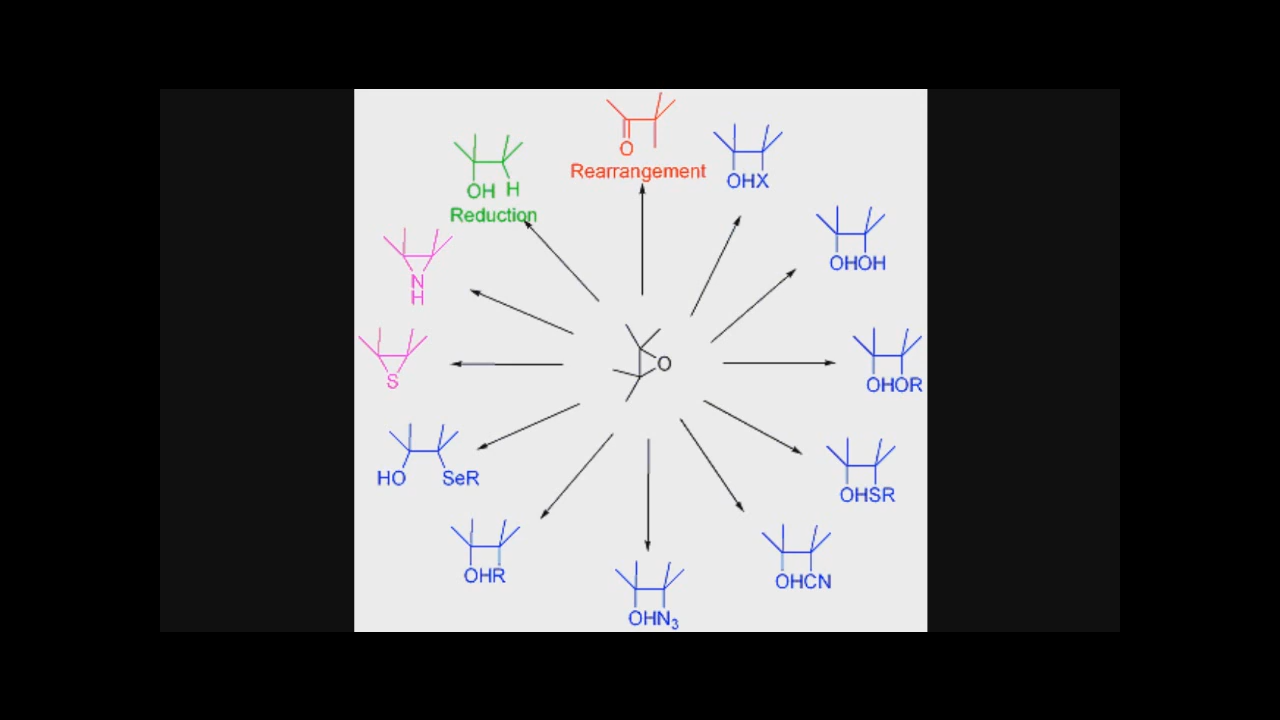 O
Rearrangement
OHX
OH H
Reduction
OHOH
N
H
O
S
OHOR
HO
SeR
OHSR
OHR
OHCN
OHN₃